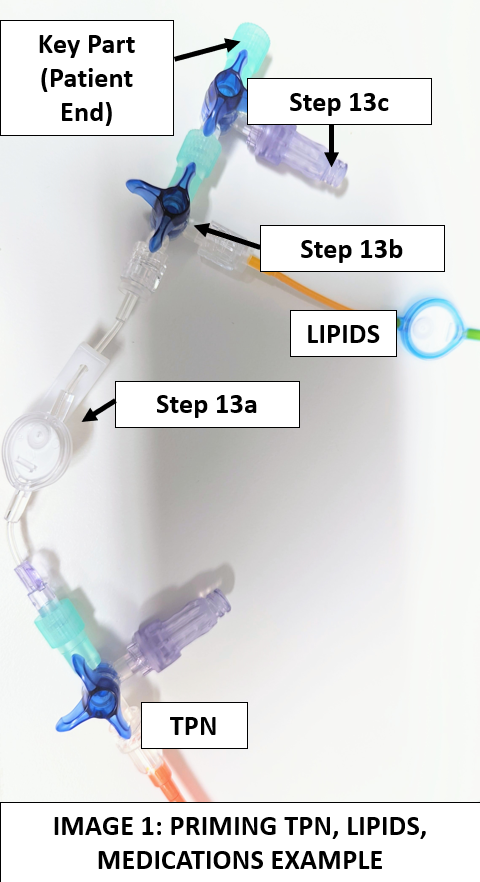 Key Part
(Patient
End)
Step 13c
Step 13b
LIPIDS
Step 13a
TPN
IMAGE 1: PRIMING TPN, LIPIDS,
MEDICATIONS EXAMPLE